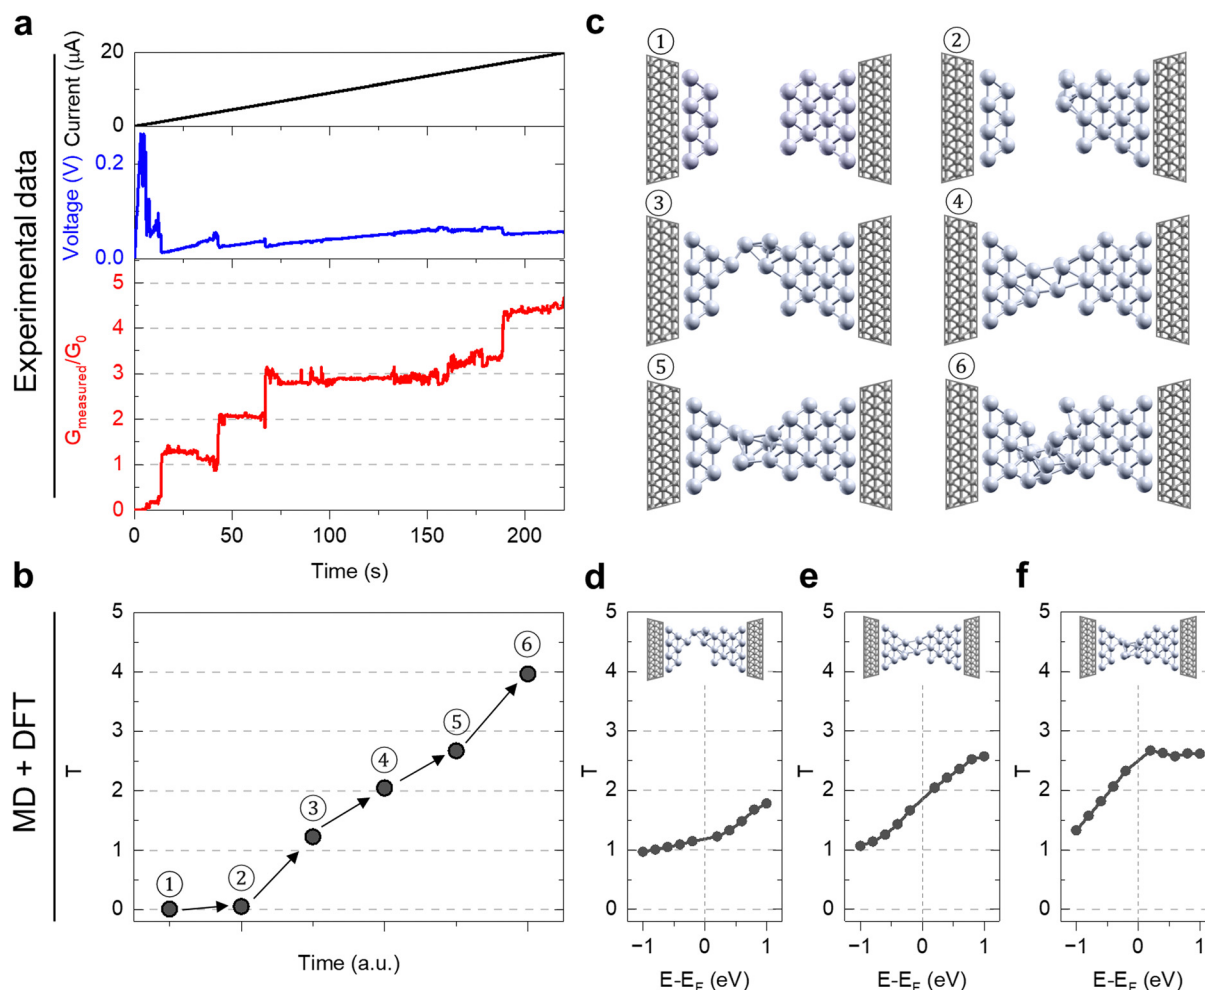 a
Experimental data
Current (μA)
20
0
Voltage (V)
0.2
0.0
G_measured/G_0
5
4
3
2
1
0
0 50 100 150 200
Time (s)
c
① ②
③ ④
⑤ ⑥
b
MD + DFT
T
5
4
3
2
1
0
① ② ③ ④ ⑤ ⑥
Time (a.u.)
d
T
5
4
3
2
1
0
−1 0 1
E-E_F (eV)
e
T
5
4
3
2
1
0
−1 0 1
E-E_F (eV)
f
T
5
4
3
2
1
0
−1 0 1
E-E_F (eV)